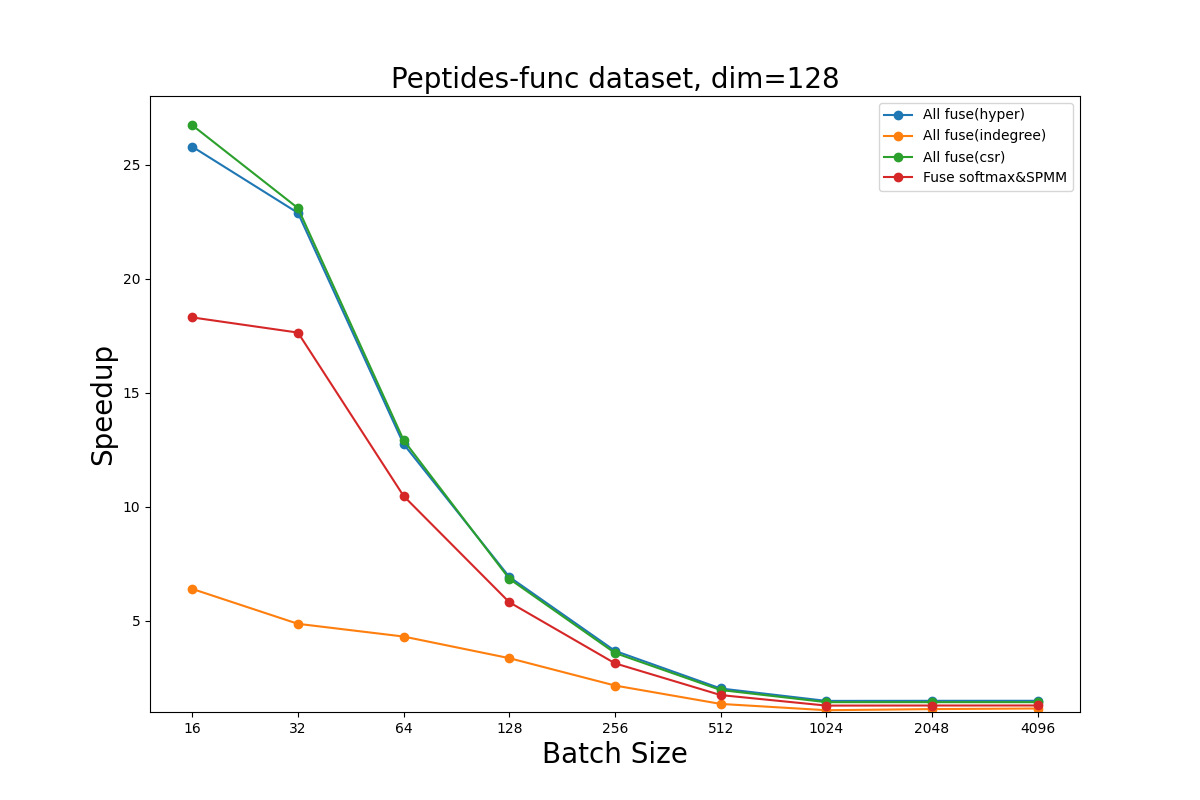 Peptides-func dataset, dim=128
All fuse(hyper)
All fuse(indegree)
All fuse(csr)
Fuse softmax&SPMM
25
20
15
10
5
Speedup
16 32 64 128 256 512 1024 2048 4096
Batch Size